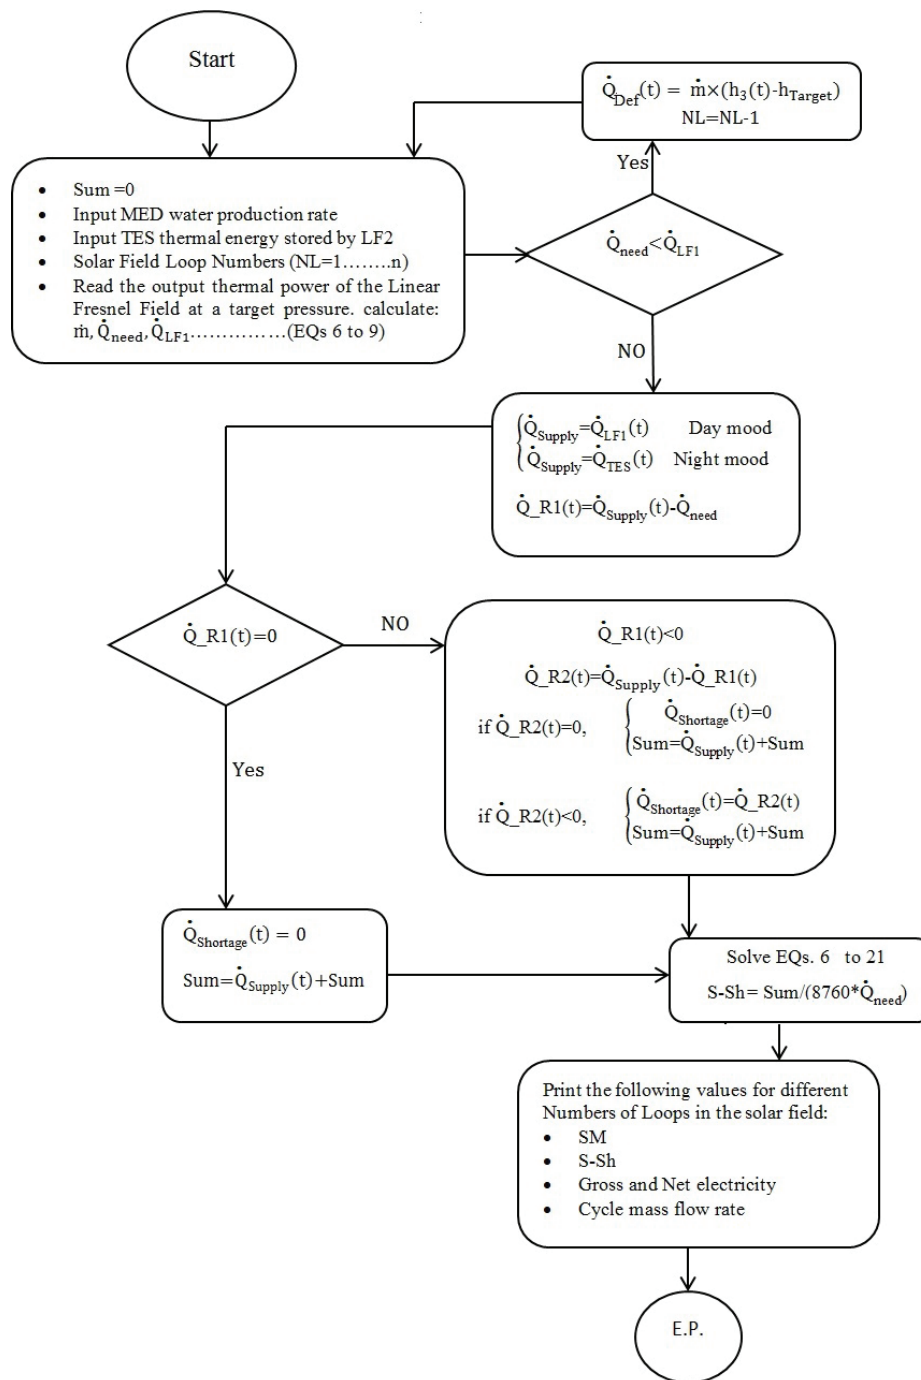 Start
Q̇Def(t) = ṁ×(h3(t)-hTarget)
NL=NL-1
Yes
• Sum =0
• Input MED water production rate
• Input TES thermal energy stored by LF2
• Solar Field Loop Numbers (NL=1……..n)
• Read the output thermal power of the Linear
Fresnel Field at a target pressure. calculate:
ṁ, Q̇need, Q̇LF1……………(EQs 6 to 9)
Q̇need<Q̇LF1
NO
Q̇Supply=Q̇LF1(t) Day mood
Q̇Supply=Q̇TES(t) Night mood
Q̇_R1(t)=Q̇Supply(t)-Q̇need
Q̇_R1(t)=0
NO
Q̇_R1(t)<0
Q̇_R2(t)=Q̇Supply(t)-Q̇_R1(t)
if Q̇_R2(t)=0, Q̇Shortage(t)=0
Sum=Q̇Supply(t)+Sum
if Q̇_R2(t)<0, Q̇Shortage(t)=Q̇_R2(t)
Sum=Q̇Supply(t)+Sum
Yes
Q̇Shortage(t) = 0
Sum=Q̇Supply(t)+Sum
Solve EQs. 6 to 21
S-Sh= Sum/(8760*Q̇need)
Print the following values for different
Numbers of Loops in the solar field:
• SM
• S-Sh
• Gross and Net electricity
• Cycle mass flow rate
E.P.